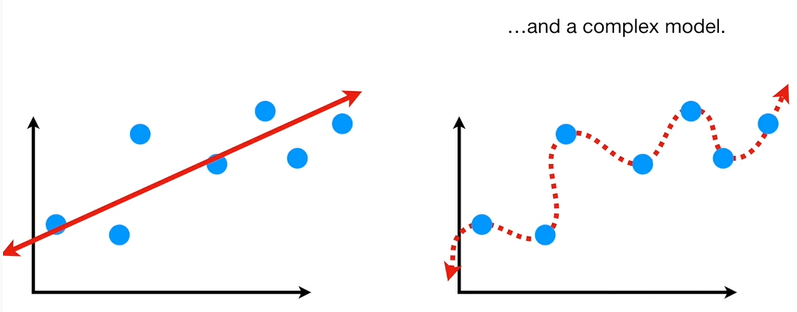 ...and a complex model.